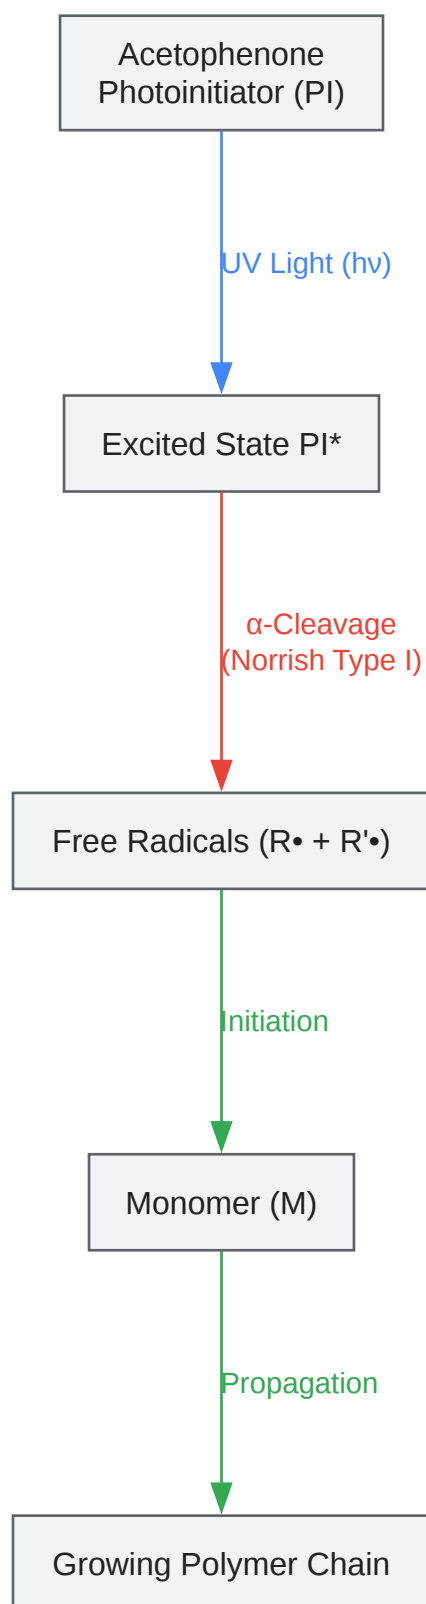 Acetophenone
Photoinitiator (PI)
UV Light (hν)
Excited State PI*
α-Cleavage
(Norrish Type I)
Free Radicals (R• + R'•)
Initiation
Monomer (M)
Propagation
Growing Polymer Chain